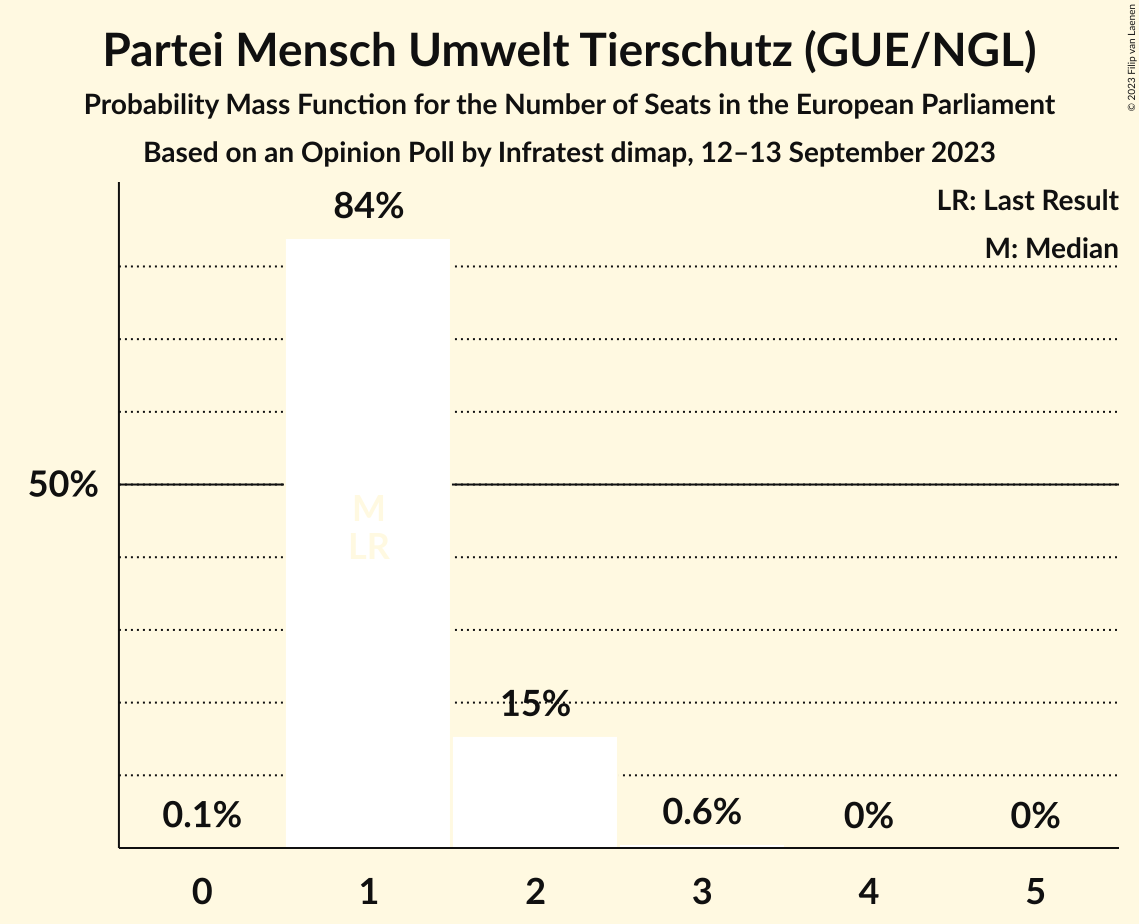 Partei Mensch Umwelt Tierschutz (GUE/NGL)
Probability Mass Function for the Number of Seats in the European Parliament
Based on an Opinion Poll by Infratest dimap, 12–13 September 2023
© 2023 Filip van Laenen
LR: Last Result
M: Median
84%
50%
M
LR
15%
0.1%
0.6%
0%
0%
0 1 2 3 4 5